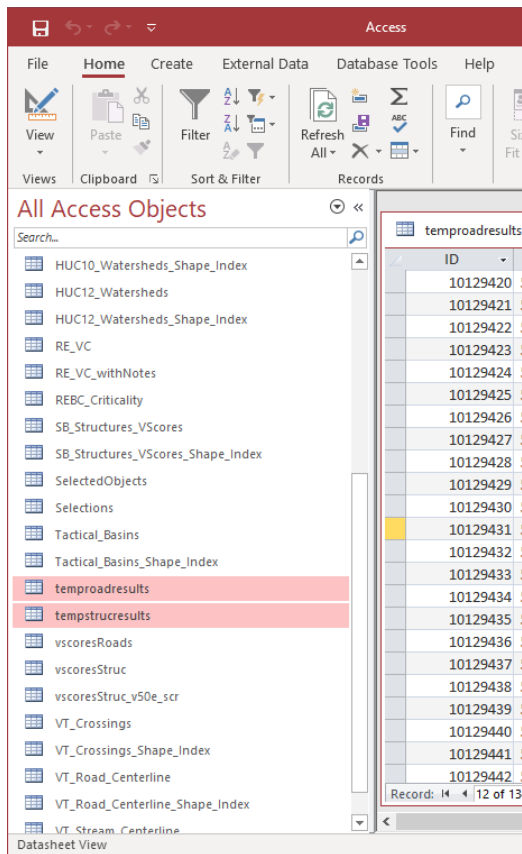 Access
File Home Create External Data Database Tools Help
View Paste Filter Refresh All Find
ABC
Fit
Views Clipboard Sort & Filter Records
All Access Objects
Search...
HUC10_Watersheds_Shape_Index
HUC12_Watersheds
HUC12_Watersheds_Shape_Index
RE_VC
RE_VC_withNotes
REBC_Criticality
SB_Structures_VScores
SB_Structures_VScores_Shape_Index
SelectedObjects
Selections
Tactical_Basins
Tactical_Basins_Shape_Index
temproadresults
tempstrucresults
vscoresRoads
vscoresStruc
vscoresStruc_v50e_scr
VT_Crossings
VT_Crossings_Shape_Index
VT_Road_Centerline
VT_Road_Centerline_Shape_Index
VT_Stream_Centerline
temproadresults
ID
10129420
10129421
10129422
10129423
10129424
10129425
10129426
10129427
10129428
10129429
10129430
10129431
10129432
10129433
10129434
10129435
10129436
10129437
10129438
10129439
10129440
10129441
10129442
Record: 12 of 13
Datasheet View